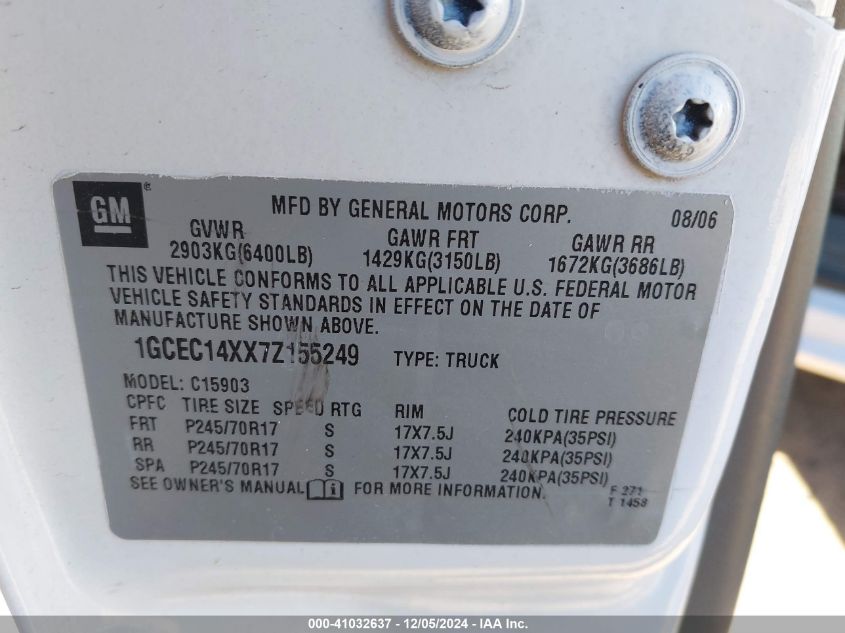 GM ®
MFD BY GENERAL MOTORS CORP. 08/06
GVWR GAWR FRT GAWR RR
2903KG(6400LB) 1429KG(3150LB) 1672KG(3686LB)
THIS VEHICLE CONFORMS TO ALL APPLICABLE U.S. FEDERAL MOTOR
VEHICLE SAFETY STANDARDS IN EFFECT ON THE DATE OF
MANUFACTURE SHOWN ABOVE.
1GCEC14XX7Z155249 TYPE: TRUCK
MODEL: C15903
CPFC TIRE SIZE SPEED RTG RIM COLD TIRE PRESSURE
FRT P245/70R17 S 17X7.5J 240KPA(35PSI)
RR P245/70R17 S 17X7.5J 240KPA(35PSI)
SPA P245/70R17 S 17X7.5J 240KPA(35PSI)
SEE OWNER'S MANUAL i FOR MORE INFORMATION.
F 271
T 1458
000-41032637 - 12/05/2024 - IAA Inc.